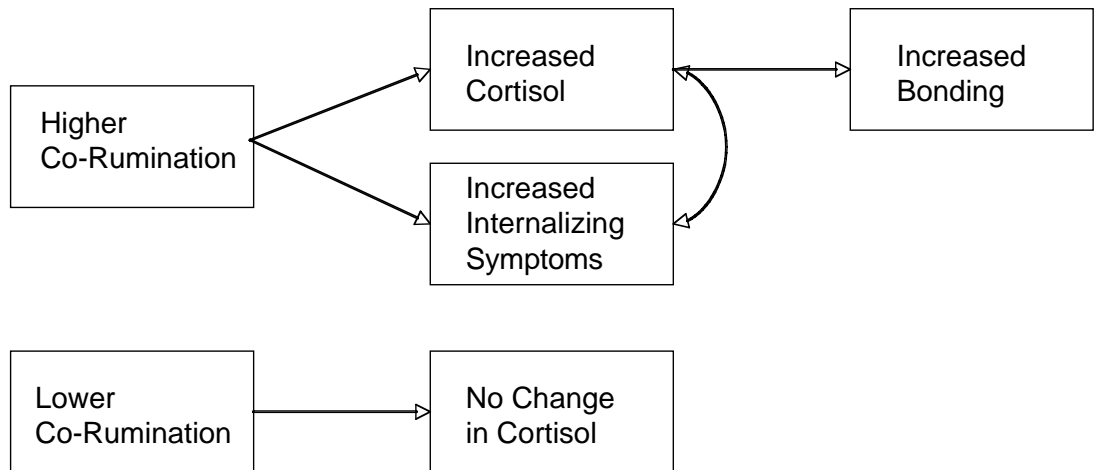 Higher
Co-Rumination
Increased
Cortisol
Increased
Bonding
Increased
Internalizing
Symptoms
Lower
Co-Rumination
No Change
in Cortisol